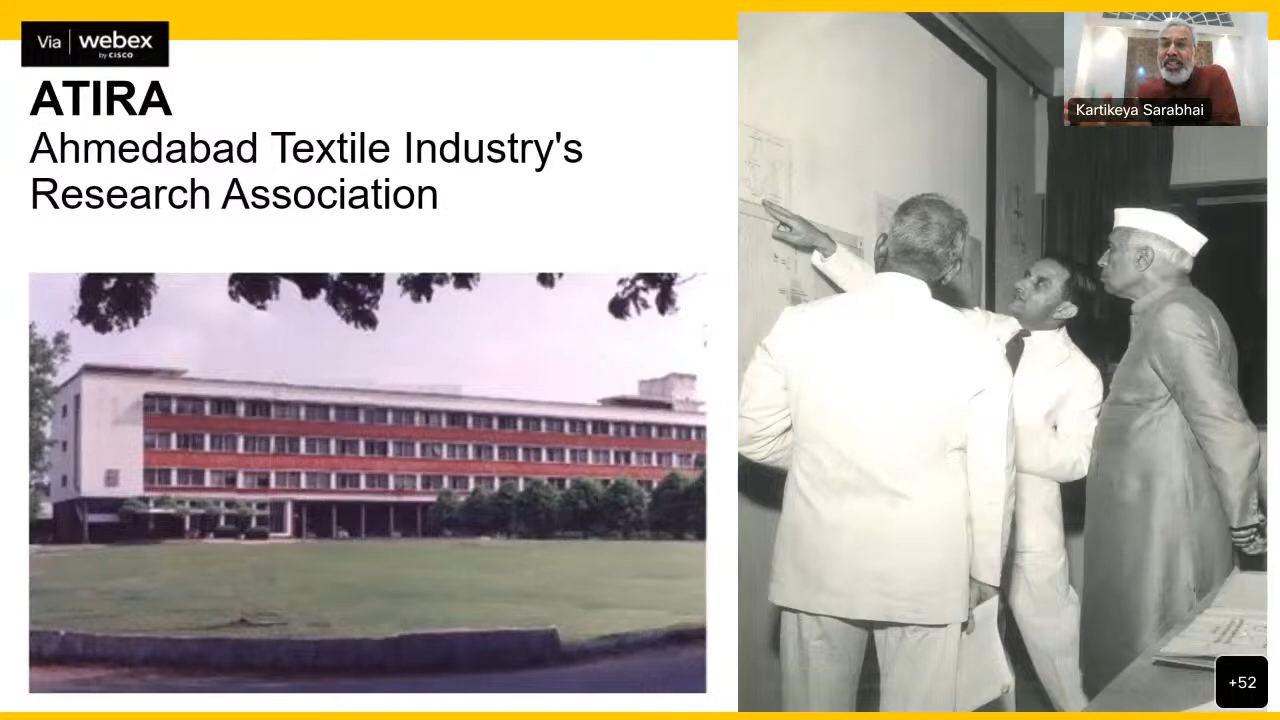 Via webex
by CISCO
ATIRA
Ahmedabad Textile Industry's
Research Association
Kartikeya Sarabhai
+52